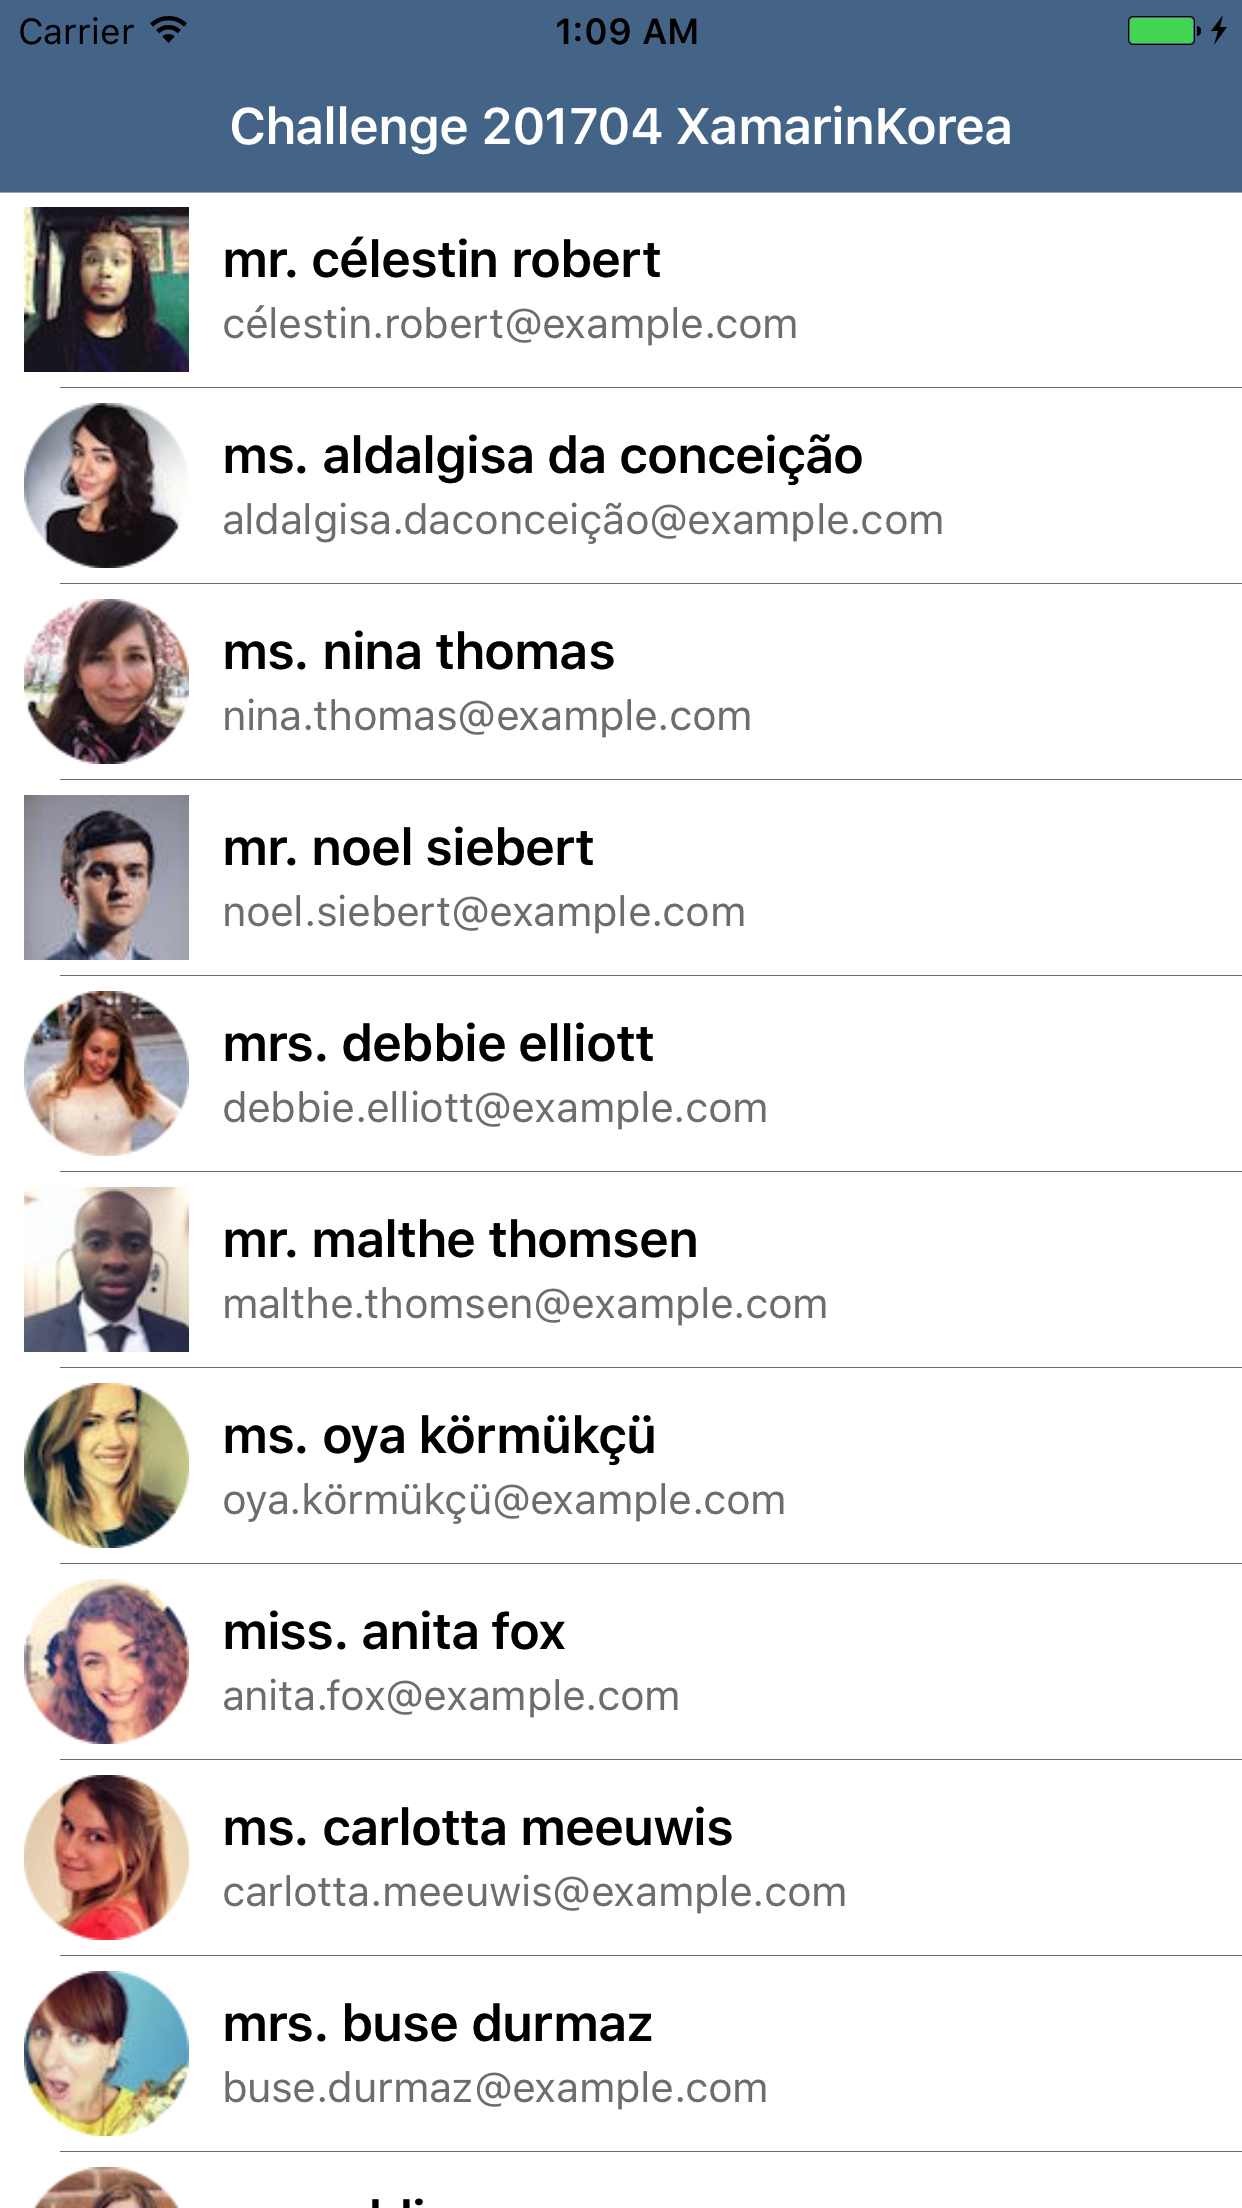 Carrier 1:09 AM
Challenge 201704 XamarinKorea
mr. célestin robert
célestin.robert@example.com
ms. aldalgisa da conceição
aldalgisa.daconceição@example.com
ms. nina thomas
nina.thomas@example.com
mr. noel siebert
noel.siebert@example.com
mrs. debbie elliott
debbie.elliott@example.com
mr. malthe thomsen
malthe.thomsen@example.com
ms. oya körmükçü
oya.körmükçü@example.com
miss. anita fox
anita.fox@example.com
ms. carlotta meeuwis
carlotta.meeuwis@example.com
mrs. buse durmaz
buse.durmaz@example.com